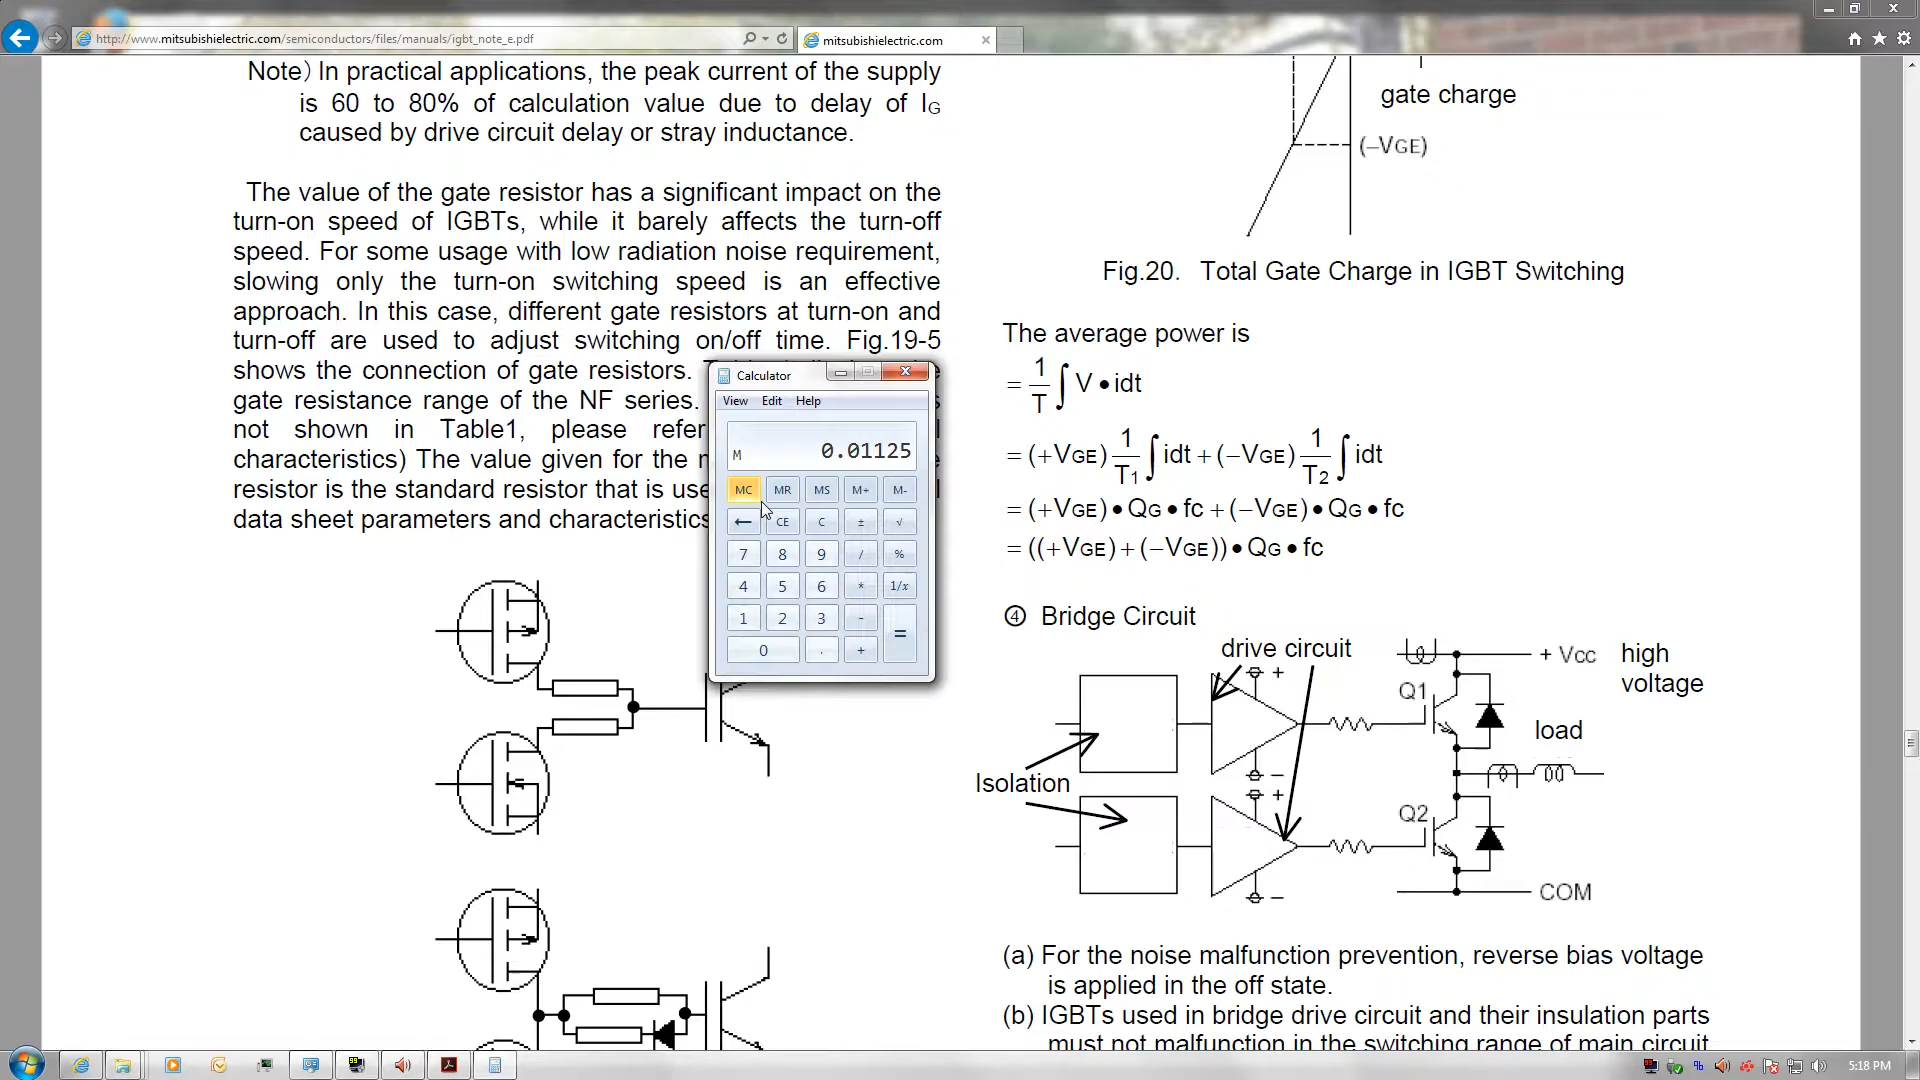 http://www.mitsubishielectric.com/semiconductors/files/manuals/igbt_note_e.pdf
mitsubishielectric.com
Note) In practical applications, the peak current of the supply
is 60 to 80% of calculation value due to delay of IG
caused by drive circuit delay or stray inductance.
The value of the gate resistor has a significant impact on the
turn-on speed of IGBTs, while it barely affects the turn-off
speed. For some usage with low radiation noise requirement,
slowing only the turn-on switching speed is an effective
approach. In this case, different gate resistors at turn-on and
turn-off are used to adjust switching on/off time. Fig.19-5
shows the connection of gate resistors.
gate resistance range of the NF series.
not shown in Table1, please refer
characteristics) The value given for the
resistor is the standard resistor that is use
data sheet parameters and characteristics
Calculator
View Edit Help
M 0.01125
MC MR MS M+ M-
← CE C ± √
7 8 9 / %
4 5 6 * 1/x
1 2 3 - =
0 . +
gate charge
(–VGE)
Fig.20. Total Gate Charge in IGBT Switching
The average power is
= 1/T ∫ V • idt
= (+VGE) 1/T1 ∫ idt + (−VGE) 1/T2 ∫ idt
= (+VGE) • QG • fc + (−VGE) • QG • fc
= ((+VGE) + (−VGE)) • QG • fc
④ Bridge Circuit
drive circuit
+ Vcc high
voltage
Q1
load
Isolation
Q2
COM
+
−
+
−
(a) For the noise malfunction prevention, reverse bias voltage
is applied in the off state.
(b) IGBTs used in bridge drive circuit and their insulation parts
must not malfunction in the switching range of main circuit
5:18 PM